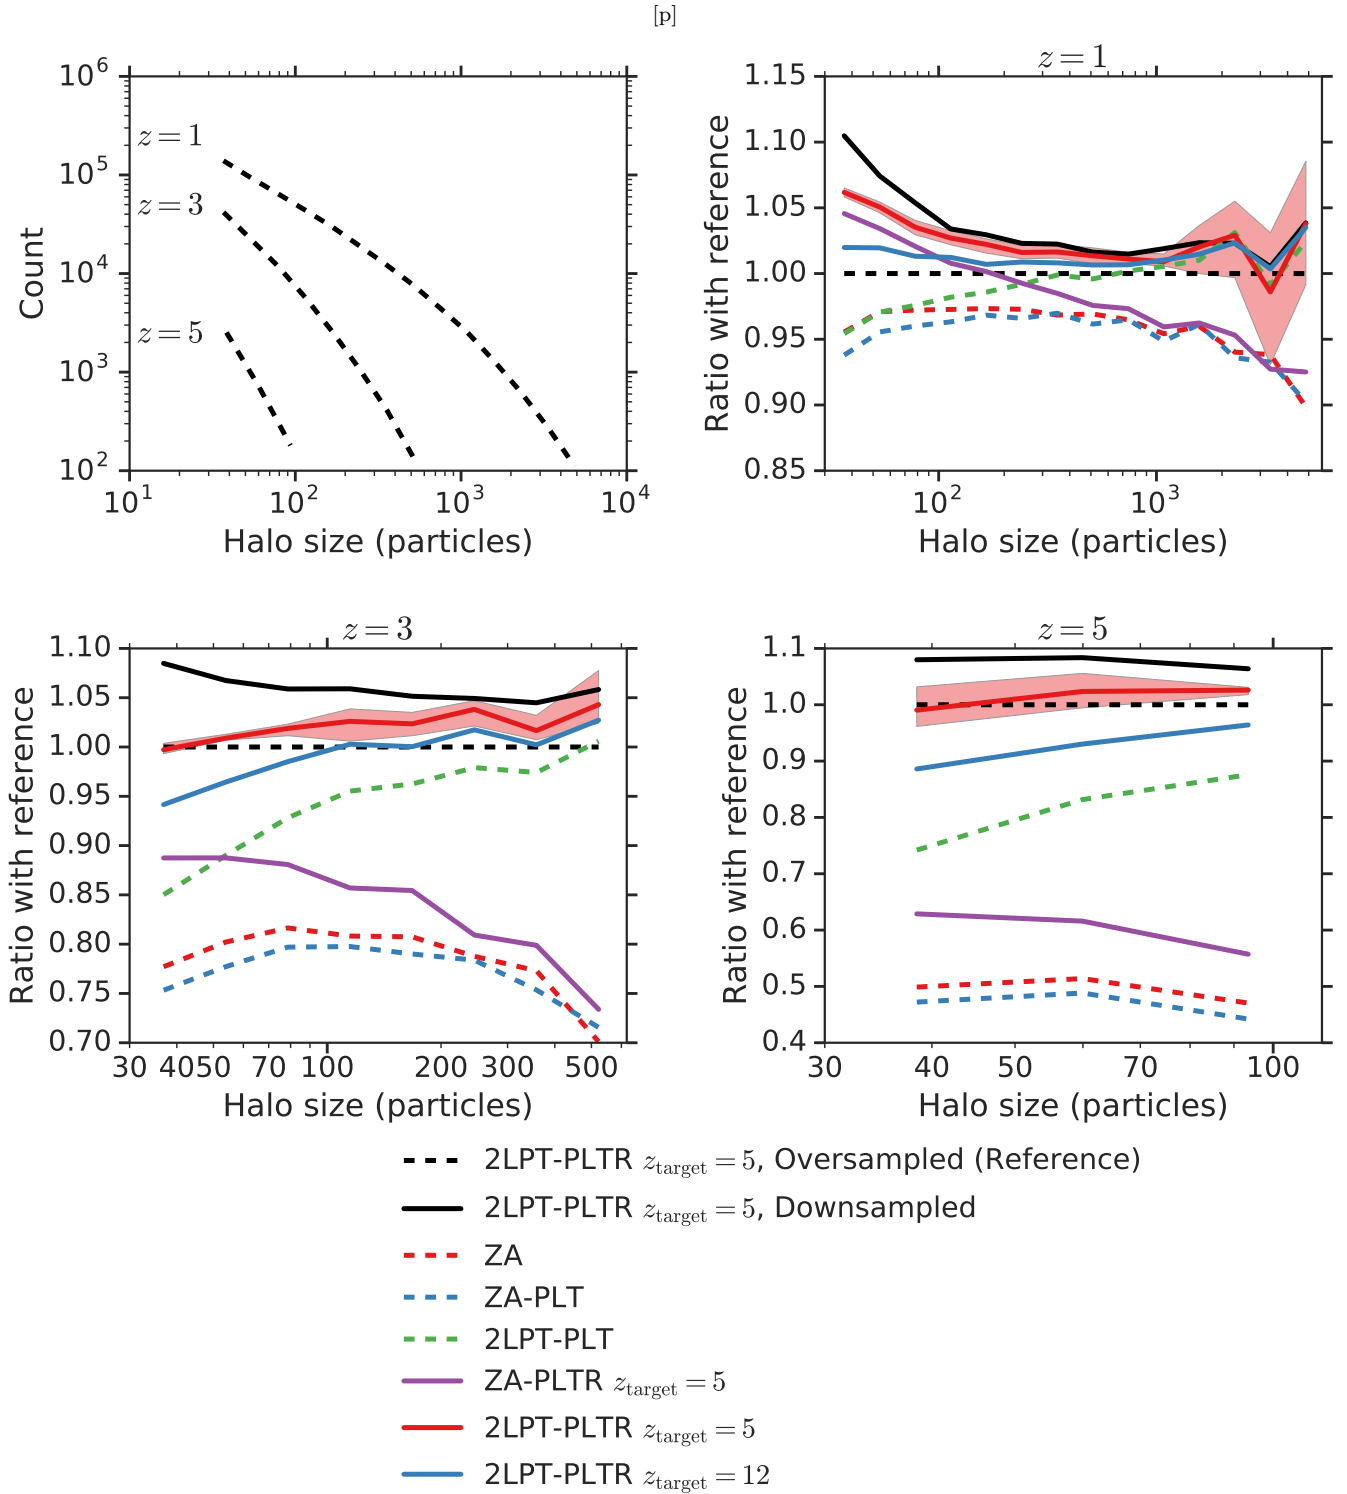 [p]
10^6
10^5
10^4
10^3
10^2
z = 1
z = 3
z = 5
Count
10^1 10^2 10^3 10^4
Halo size (particles)
z = 1
1.15
1.10
1.05
1.00
0.95
0.90
0.85
Ratio with reference
10^2 10^3
Halo size (particles)
z = 3
1.10
1.05
1.00
0.95
0.90
0.85
0.80
0.75
0.70
Ratio with reference
30 40 50 70 100 200 300 500
Halo size (particles)
z = 5
1.1
1.0
0.9
0.8
0.7
0.6
0.5
0.4
Ratio with reference
30 40 50 70 100
Halo size (particles)
2LPT-PLTR z_target = 5, Oversampled (Reference)
2LPT-PLTR z_target = 5, Downsampled
ZA
ZA-PLT
2LPT-PLT
ZA-PLTR z_target = 5
2LPT-PLTR z_target = 5
2LPT-PLTR z_target = 12